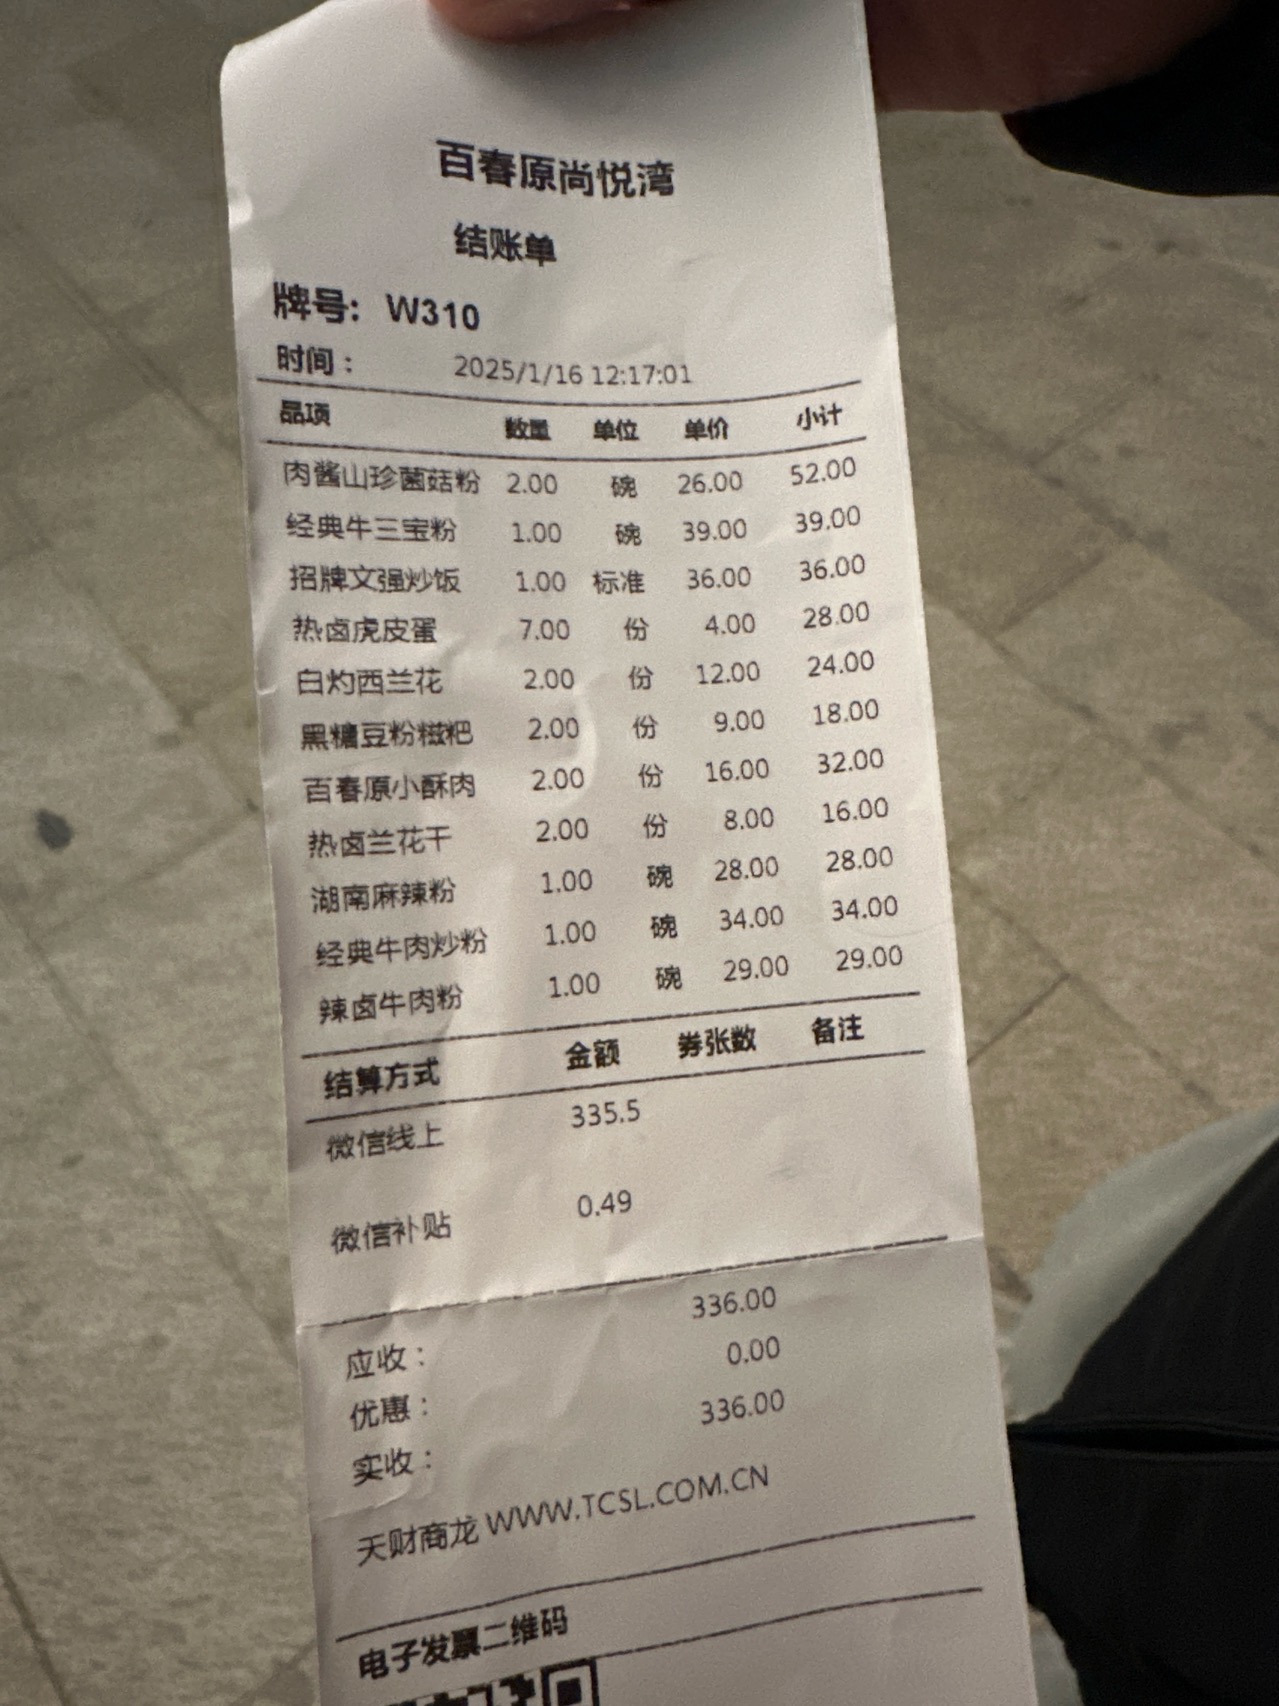 百春原尚悦湾
结账单
牌号: W310
时间: 2025/1/16 12:17:01
品项 数量 单位 单价 小计
肉酱山珍菌菇粉 2.00 碗 26.00 52.00
经典牛三宝粉 1.00 碗 39.00 39.00
招牌文强炒饭 1.00 标准 36.00 36.00
热卤虎皮蛋 7.00 份 4.00 28.00
白灼西兰花 2.00 份 12.00 24.00
黑糖豆粉糍粑 2.00 份 9.00 18.00
百春原小酥肉 2.00 份 16.00 32.00
热卤兰花干 2.00 份 8.00 16.00
湖南麻辣粉 1.00 碗 28.00 28.00
经典牛肉炒粉 1.00 碗 34.00 34.00
辣卤牛肉粉 1.00 碗 29.00 29.00
结算方式 金额 券张数 备注
微信线上 335.5
微信补贴 0.49
应收: 336.00
优惠: 0.00
实收: 336.00
天财商龙 WWW.TCSL.COM.CN
电子发票二维码